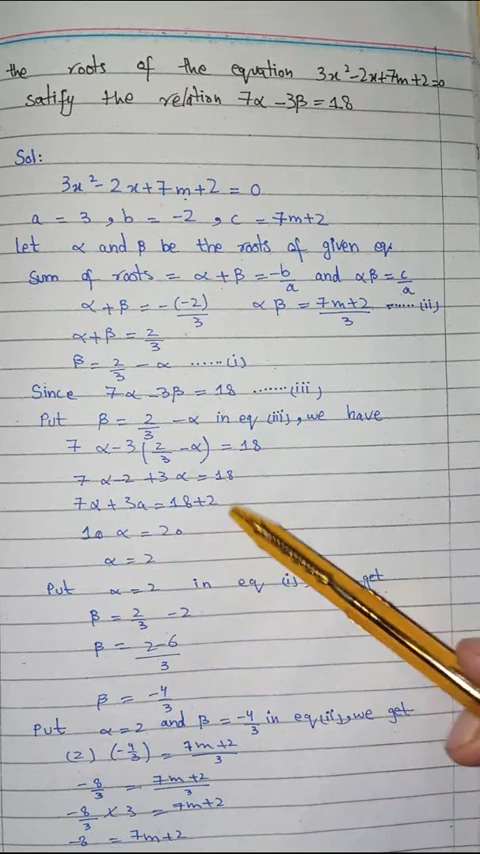 the roots of the equation 3x²-2x+7m+2=0
satify the relation 7α-3β=18
Sol:
3x²-2x+7m+2=0
a=3, b=-2, c=7m+2
Let α and β be the roots of given eq.
Sum of roots = α+β=-b/a and αβ=c/a
α+β=-(-2)/3 αβ=7m+2/3 ......(ii)
α+β=2/3
β=2/3-α ......(i)
Since 7α-3β=18 .......(iii)
Put β=2/3-α in eq (iii), we have
7α-3(2/3-α)=18
7α-2+3α=18
7α+3α=18+2
10α=20
α=2
Put α=2 in eq (i), get
β=2/3-2
β=2-6/3
β=-4/3
Put α=2 and β=-4/3 in eq (ii), we get
(2)(-4/3)=7m+2/3
-8/3=7m+2/3
-8/3×3=7m+2
-8=7m+2